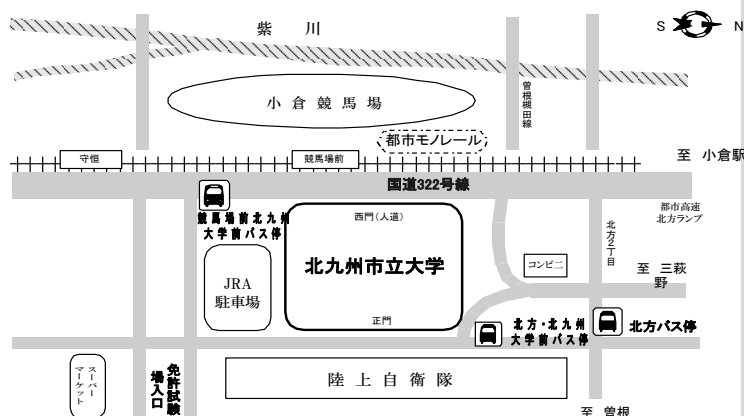 紫 川
S N
小 倉 競 馬 場
曽根槻田線
都市モノレール
守恒
競馬場前
至 小倉駅
国道322号線
都市高速
北方ランプ
競馬場前北九州
大学前バス停
西門（人道）
北九州市立大学
正門
JRA
駐車場
コンビニ
北方2丁目
至 三萩
野
北方・北九州
大学前バス停
北方バス停
スーパー
マーケット
免許試験
場入口
陸 上 自 衛 隊
至 曽根